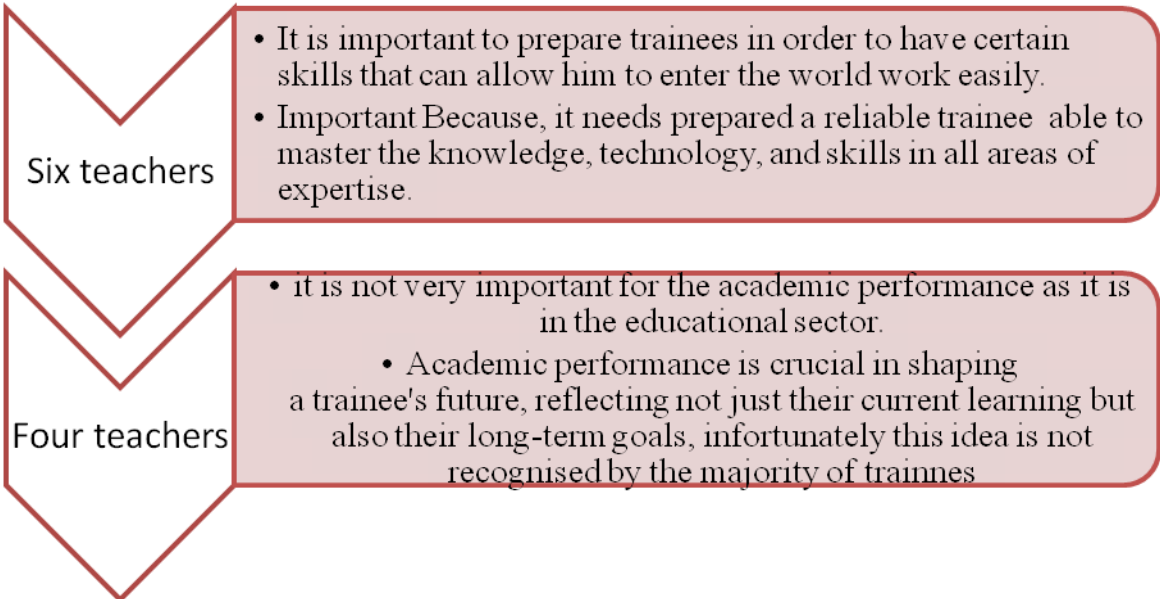 Six teachers
• It is important to prepare trainees in order to have certain
skills that can allow him to enter the world work easily.
• Important Because, it needs prepared a reliable trainee able to
master the knowledge, technology, and skills in all areas of
expertise.
Four teachers
• it is not very important for the academic performance as it is
in the educational sector.
• Academic performance is crucial in shaping
a trainee's future, reflecting not just their current learning but
also their long-term goals, infortunately this idea is not
recognised by the majority of trainnes